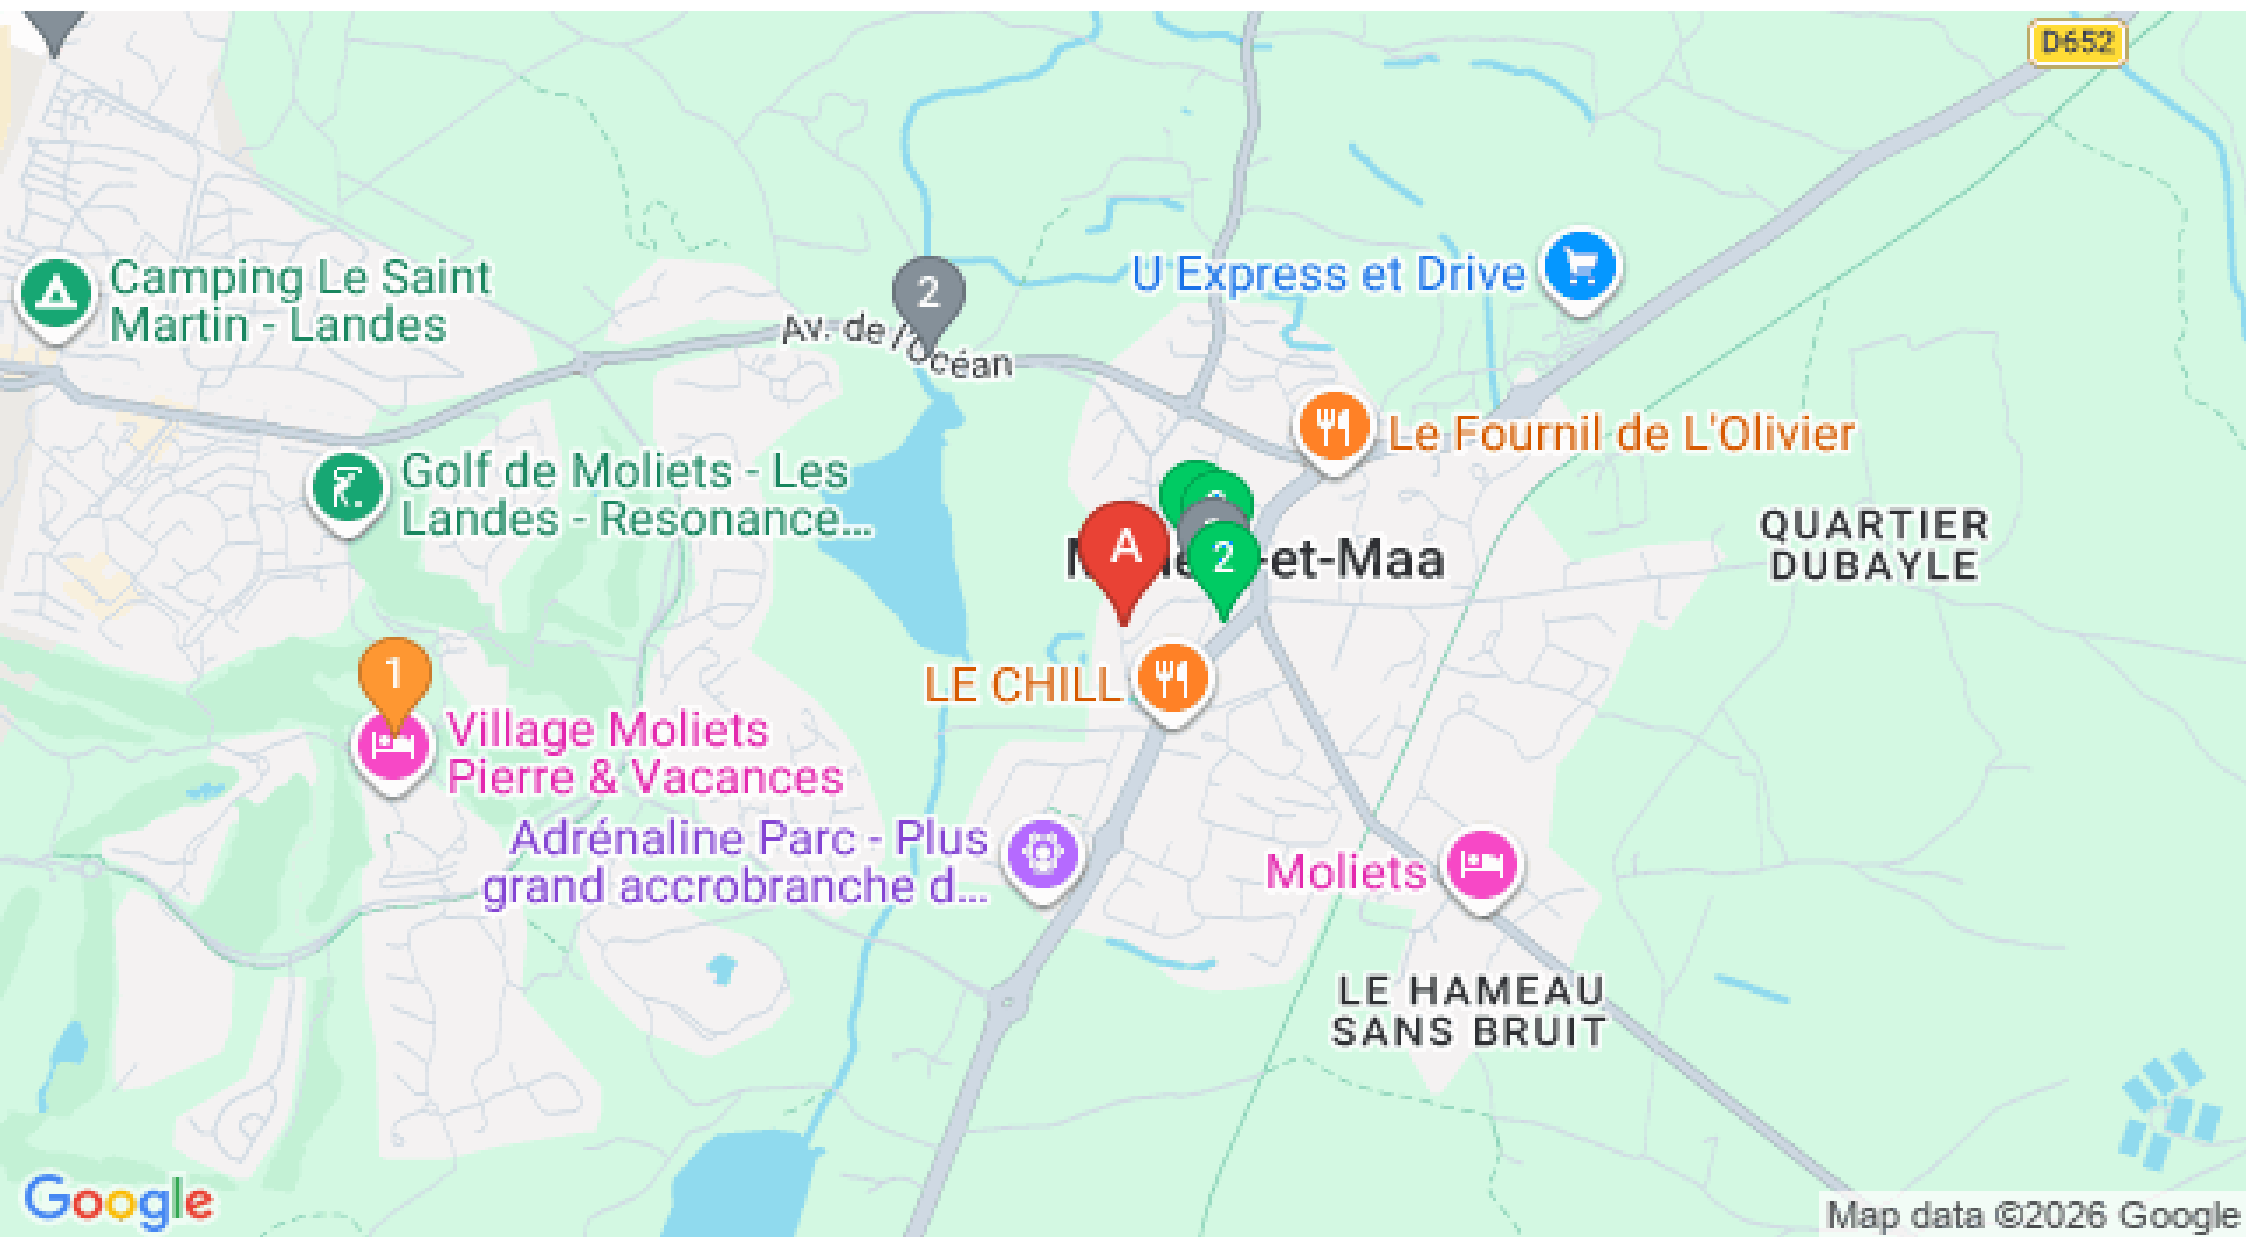 D652
Camping Le Saint
Martin - Landes
2
U Express et Drive
Av. de l'Océan
Le Fournil de L'Olivier
Golf de Moliets - Les
Landes - Resonance...
QUARTIER
DUBAYLE
A
2
-et-Maa
1
LE CHILL
Village Moliets
Pierre & Vacances
Adrénaline Parc - Plus
grand accrobranche d...
Moliets
LE HAMEAU
SANS BRUIT
Google
Map data ©2026 Google